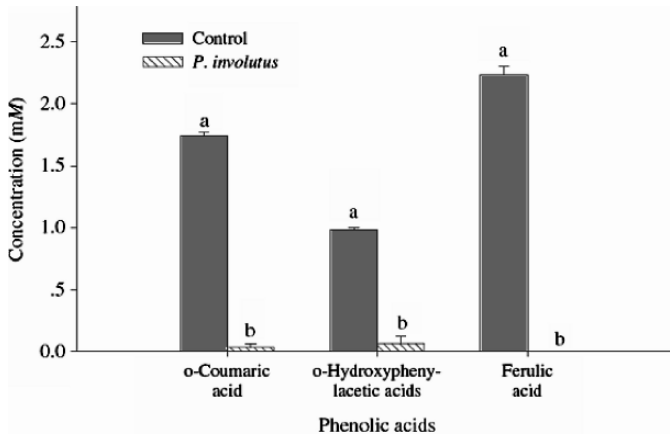 Control
P. involutus
Concentration (mM)
2.5
2.0
1.5
1.0
.5
0.0
a
b
a
b
a
b
o-Coumaric
acid
o-Hydroxypheny-
lacetic acids
Ferulic
acid
Phenolic acids